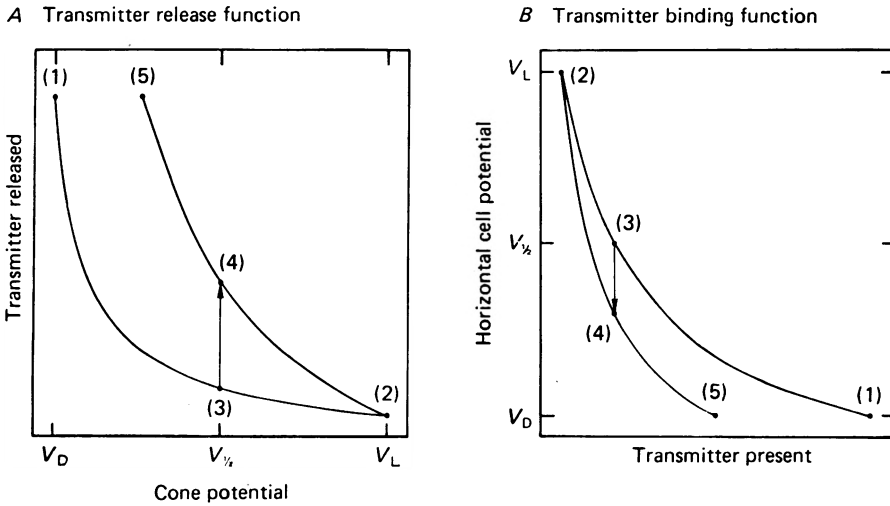 A Transmitter release function
(1)
(5)
(4)
(3)
(2)
Transmitter released
V_D
V_½
V_L
Cone potential
B Transmitter binding function
V_L
V_½
V_D
(2)
(3)
(4)
(5)
(1)
Horizontal cell potential
Transmitter present